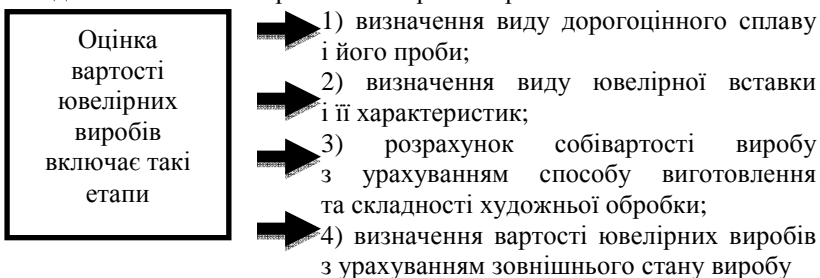 Оцінка
вартості
ювелірних
виробів
включає такі
етапи
1) визначення виду дорогоцінного сплаву
і його проби;
2) визначення виду ювелірної вставки
і її характеристик;
3) розрахунок собівартості виробу
з урахуванням способу виготовлення
та складності художньої обробки;
4) визначення вартості ювелірних виробів
з урахуванням зовнішнього стану виробу